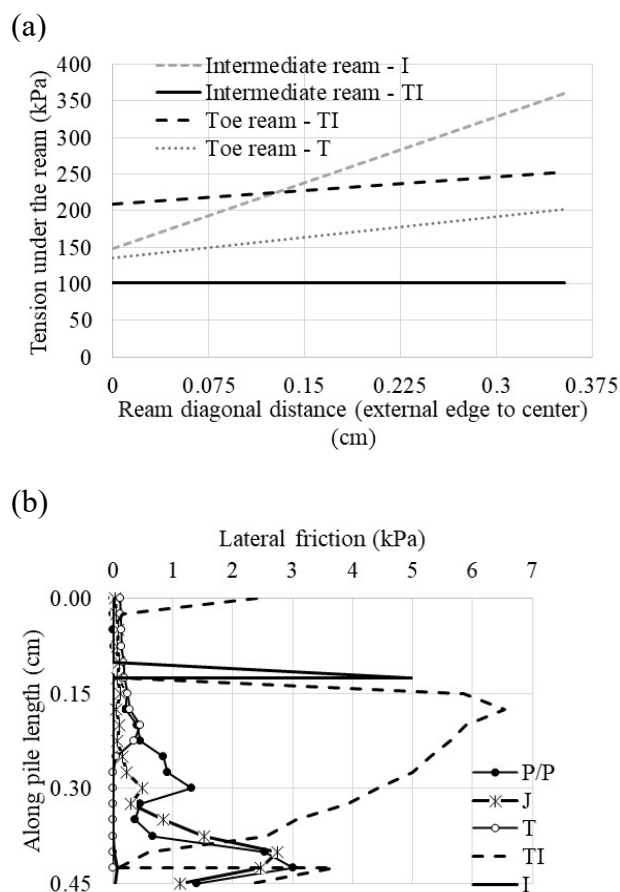 (a)
Intermediate ream - I
Intermediate ream - TI
Toe ream - TI
Toe ream - T
Tension under the ream (kPa)
400
350
300
250
200
150
100
50
0
0 0.075 0.15 0.225 0.3 0.375
Ream diagonal distance (external edge to center)
(cm)
(b)
Lateral friction (kPa)
0 1 2 3 4 5 6 7
Along pile length (cm)
0.00
0.15
0.30
0.45
P/P
J
T
TI
I